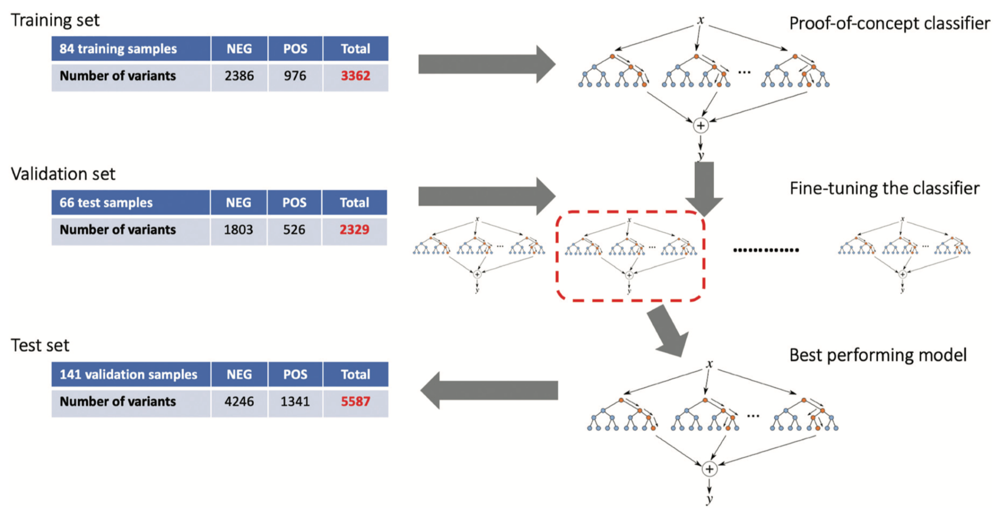 Training set
84 training samples NEG POS Total
Number of variants 2386 976 3362
Proof-of-concept classifier
x
...
+
y
Validation set
66 test samples NEG POS Total
Number of variants 1803 526 2329
Fine-tuning the classifier
x x x
... ... ...
+ + +
y y y
Test set
141 validation samples NEG POS Total
Number of variants 4246 1341 5587
Best performing model
x
...
+
y